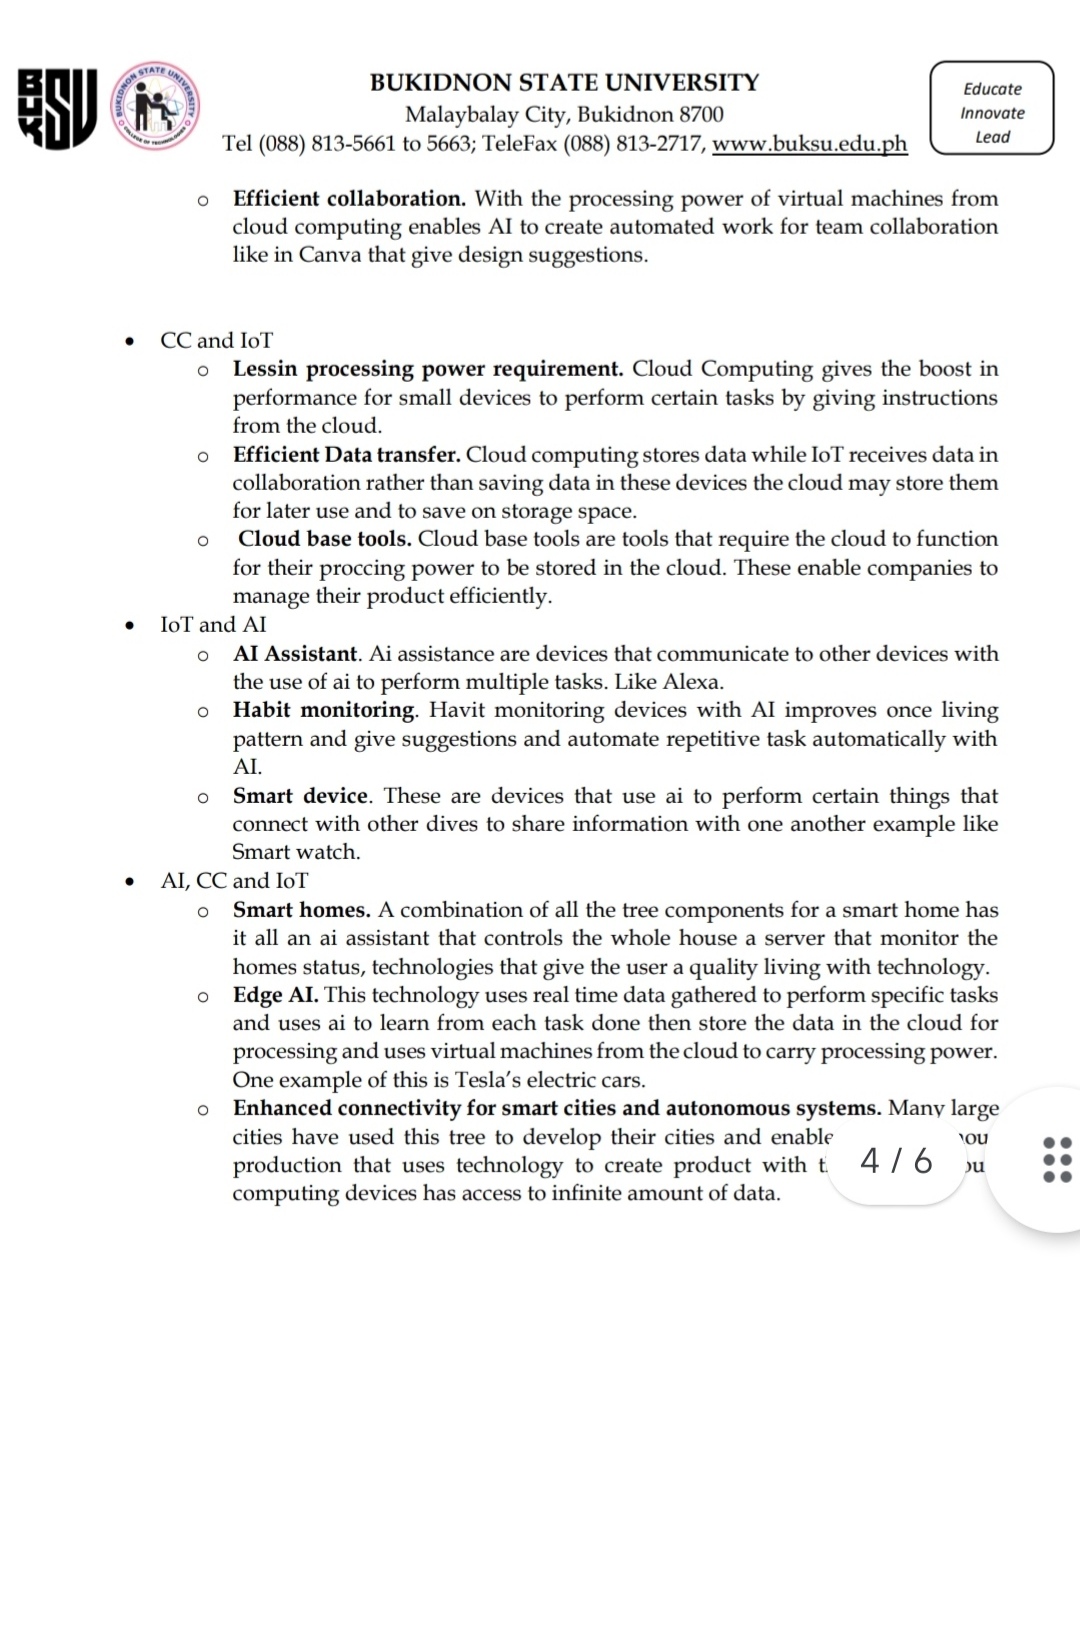 BUKSU
BUKIDNON STATE UNIVERSITY
COLLEGE OF TECHNOLOGIES
BUKIDNON STATE UNIVERSITY
Malaybalay City, Bukidnon 8700
Tel (088) 813-5661 to 5663; TeleFax (088) 813-2717, www.buksu.edu.ph
Educate
Innovate
Lead
o Efficient collaboration. With the processing power of virtual machines from
cloud computing enables AI to create automated work for team collaboration
like in Canva that give design suggestions.
• CC and IoT
o Lessin processing power requirement. Cloud Computing gives the boost in
performance for small devices to perform certain tasks by giving instructions
from the cloud.
o Efficient Data transfer. Cloud computing stores data while IoT receives data in
collaboration rather than saving data in these devices the cloud may store them
for later use and to save on storage space.
o Cloud base tools. Cloud base tools are tools that require the cloud to function
for their proccing power to be stored in the cloud. These enable companies to
manage their product efficiently.
• IoT and AI
o AI Assistant. Ai assistance are devices that communicate to other devices with
the use of ai to perform multiple tasks. Like Alexa.
o Habit monitoring. Havit monitoring devices with AI improves once living
pattern and give suggestions and automate repetitive task automatically with
AI.
o Smart device. These are devices that use ai to perform certain things that
connect with other dives to share information with one another example like
Smart watch.
• AI, CC and IoT
o Smart homes. A combination of all the tree components for a smart home has
it all an ai assistant that controls the whole house a server that monitor the
homes status, technologies that give the user a quality living with technology.
o Edge AI. This technology uses real time data gathered to perform specific tasks
and uses ai to learn from each task done then store the data in the cloud for
processing and uses virtual machines from the cloud to carry processing power.
One example of this is Tesla's electric cars.
o Enhanced connectivity for smart cities and autonomous systems. Many large
cities have used this tree to develop their cities and enable
production that uses technology to create product with
computing devices has access to infinite amount of data.
4 / 6